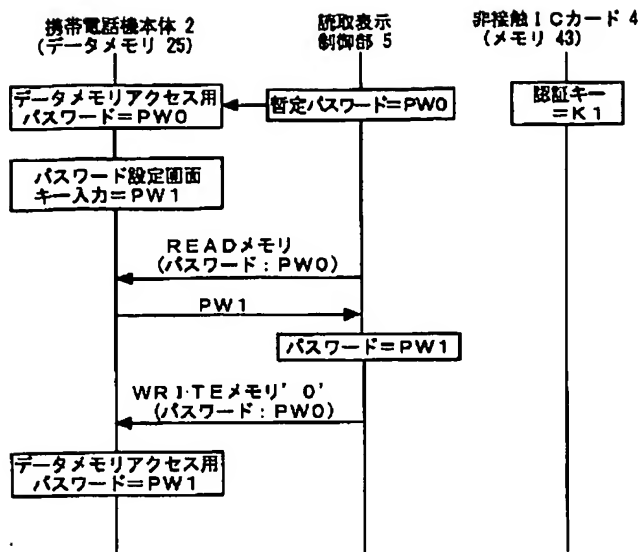 携帯電話機本体 2
(データメモリ 25)
読取表示
制御部 5
非接触ICカード 4
(メモリ 43)
データメモリアクセス用
パスワード=PW0
暫定パスワード=PW0
認証キー
=K1
パスワード設定画面
キー入力=PW1
READメモリ
(パスワード:PW0)
PW1
パスワード=PW1
WRITEメモリ'0'
(パスワード:PW0)
データメモリアクセス用
パスワード=PW1